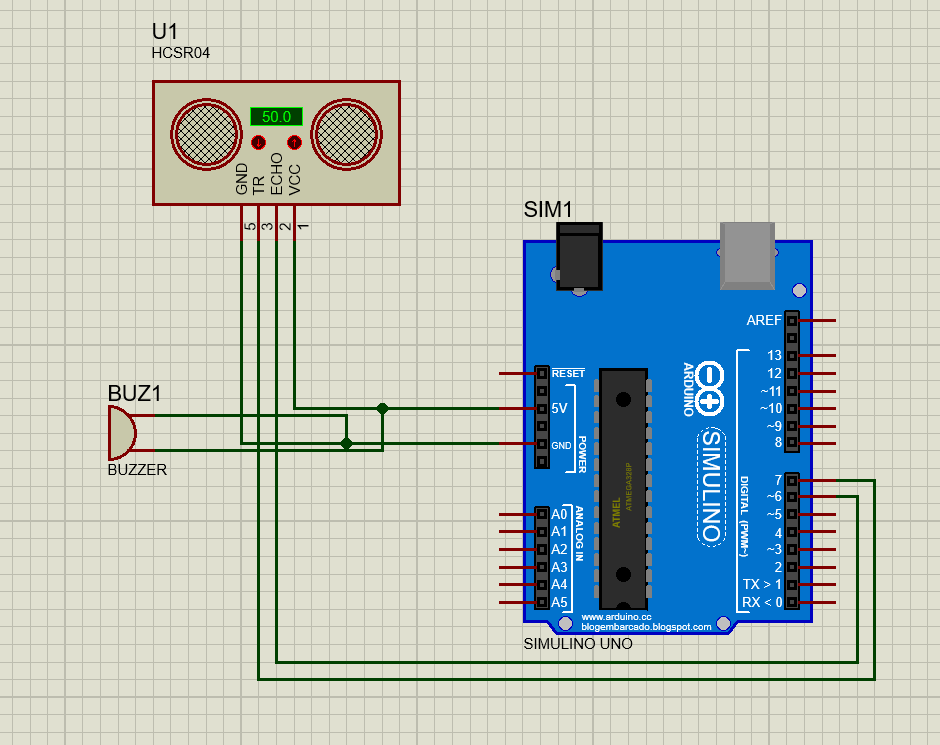 U1
HCSR04
50.0
GND
TR
ECHO
VCC
5
3
2
1
SIM1
AREF
13
12
~11
~10
~9
8
RESET
5V
GND
POWER
ARDUINO
SIMULINO
ATMEL
ATMEGA328P
BUZ1
BUZZER
7
~6
~5
4
~3
2
TX > 1
RX < 0
DIGITAL (PWM~)
A0
A1
A2
A3
A4
A5
ANALOG IN
www.arduino.cc
blogembarcado.blogspot.com
SIMULINO UNO